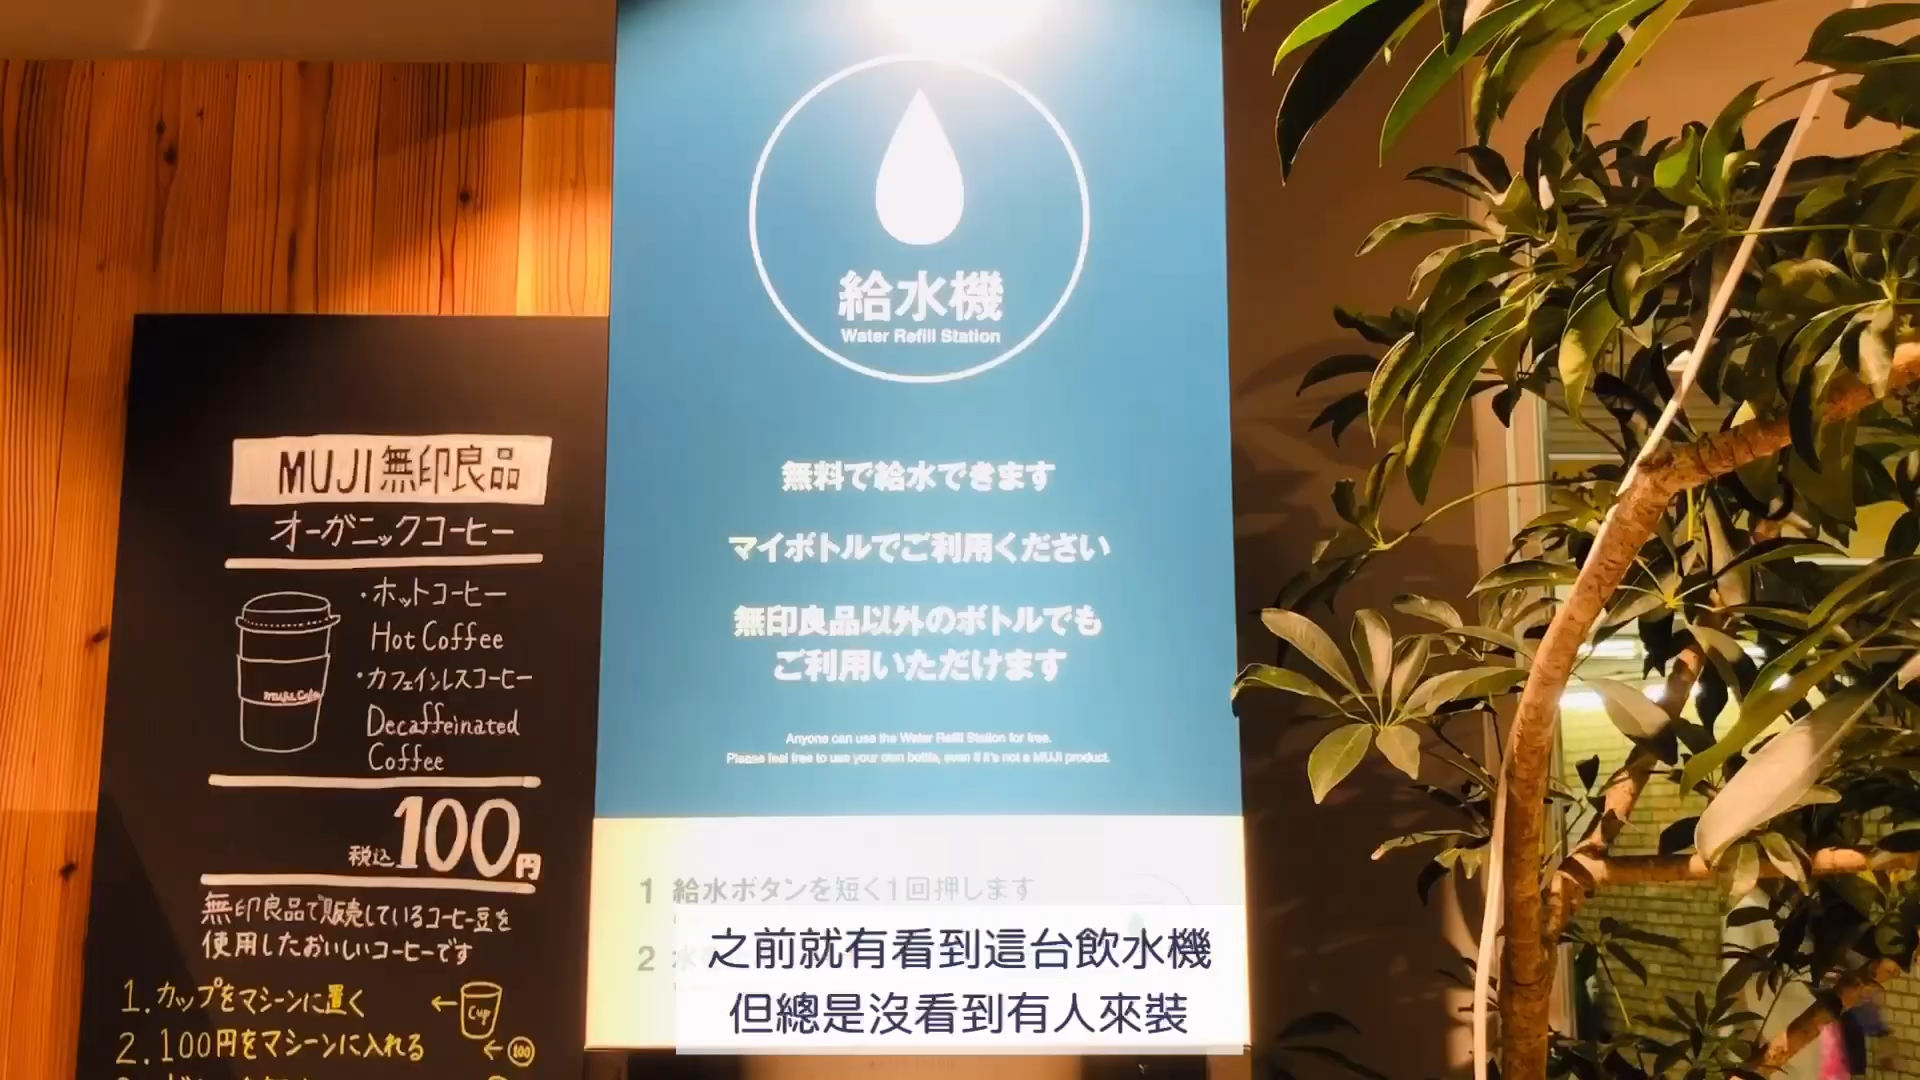 MUJI無印良品
オーガニックコーヒー
・ホットコーヒー
Hot Coffee
・カフェインレスコーヒー
Decaffeinated
Coffee
税込100円
無印良品で販売しているコーヒー豆を
使用したおいしいコーヒーです
1.カップをマシーンに置く
Cup
2.100円をマシーンに入れる
100
給水機
Water Refill Station
無料で給水できます
マイボトルでご利用ください
無印良品以外のボトルでも
ご利用いただけます
Anyone can use the Water Refill Station for free.
Please feel free to use your own bottle, even if it's not a MUJI product.
1 給水ボタンを短く1回押します
2 水
之前就有看到這台飲水機
但總是沒看到有人來裝